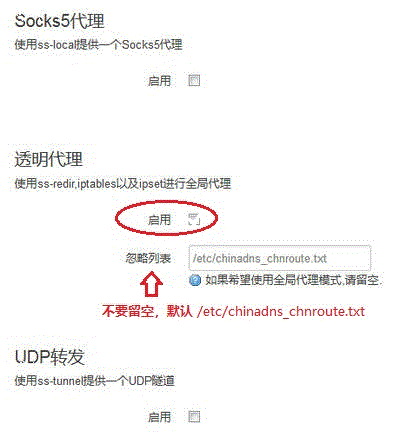 Socks5代理
使用ss-local提供一个Socks5代理
启用
透明代理
使用ss-redir,iptables以及ipset进行全局代理
启用
忽略列表
/etc/chinadns_chnroute.txt
如果希望使用全局代理模式,请留空.
不要留空，默认 /etc/chinadns_chnroute.txt
UDP转发
使用ss-tunnel提供一个UDP隧道
启用